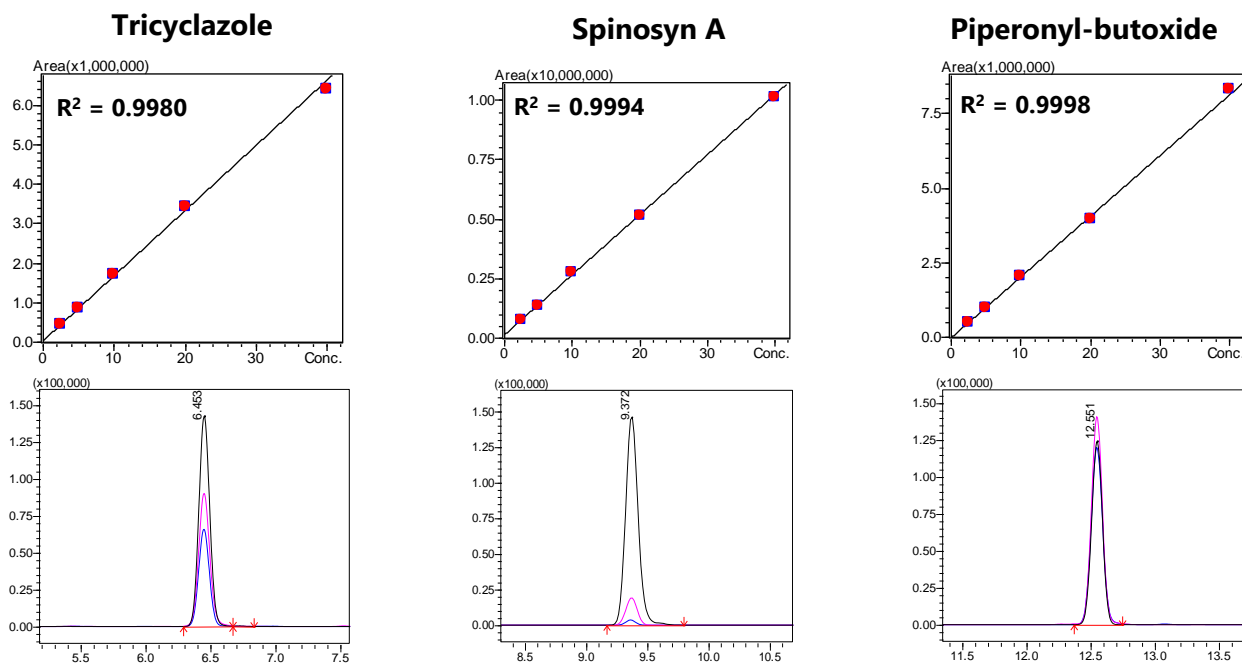 Tricyclazole
Area(x1,000,000)
R² = 0.9980
6.0
5.0
4.0
3.0
2.0
1.0
0.0
0 10 20 30 Conc.
(x100,000)
1.50
1.25
1.00
0.75
0.50
0.25
0.00
6.453
5.5 6.0 6.5 7.0 7.5
Spinosyn A
Area(x10,000,000)
R² = 0.9994
1.00
0.75
0.50
0.25
0.00
0 10 20 30 Conc.
(x100,000)
1.50
1.25
1.00
0.75
0.50
0.25
0.00
9.372
8.5 9.0 9.5 10.0 10.5
Piperonyl-butoxide
Area(x1,000,000)
R² = 0.9998
7.5
5.0
2.5
0.0
0 10 20 30 Conc.
(x100,000)
1.50
1.25
1.00
0.75
0.50
0.25
0.00
12.551
11.5 12.0 12.5 13.0 13.5